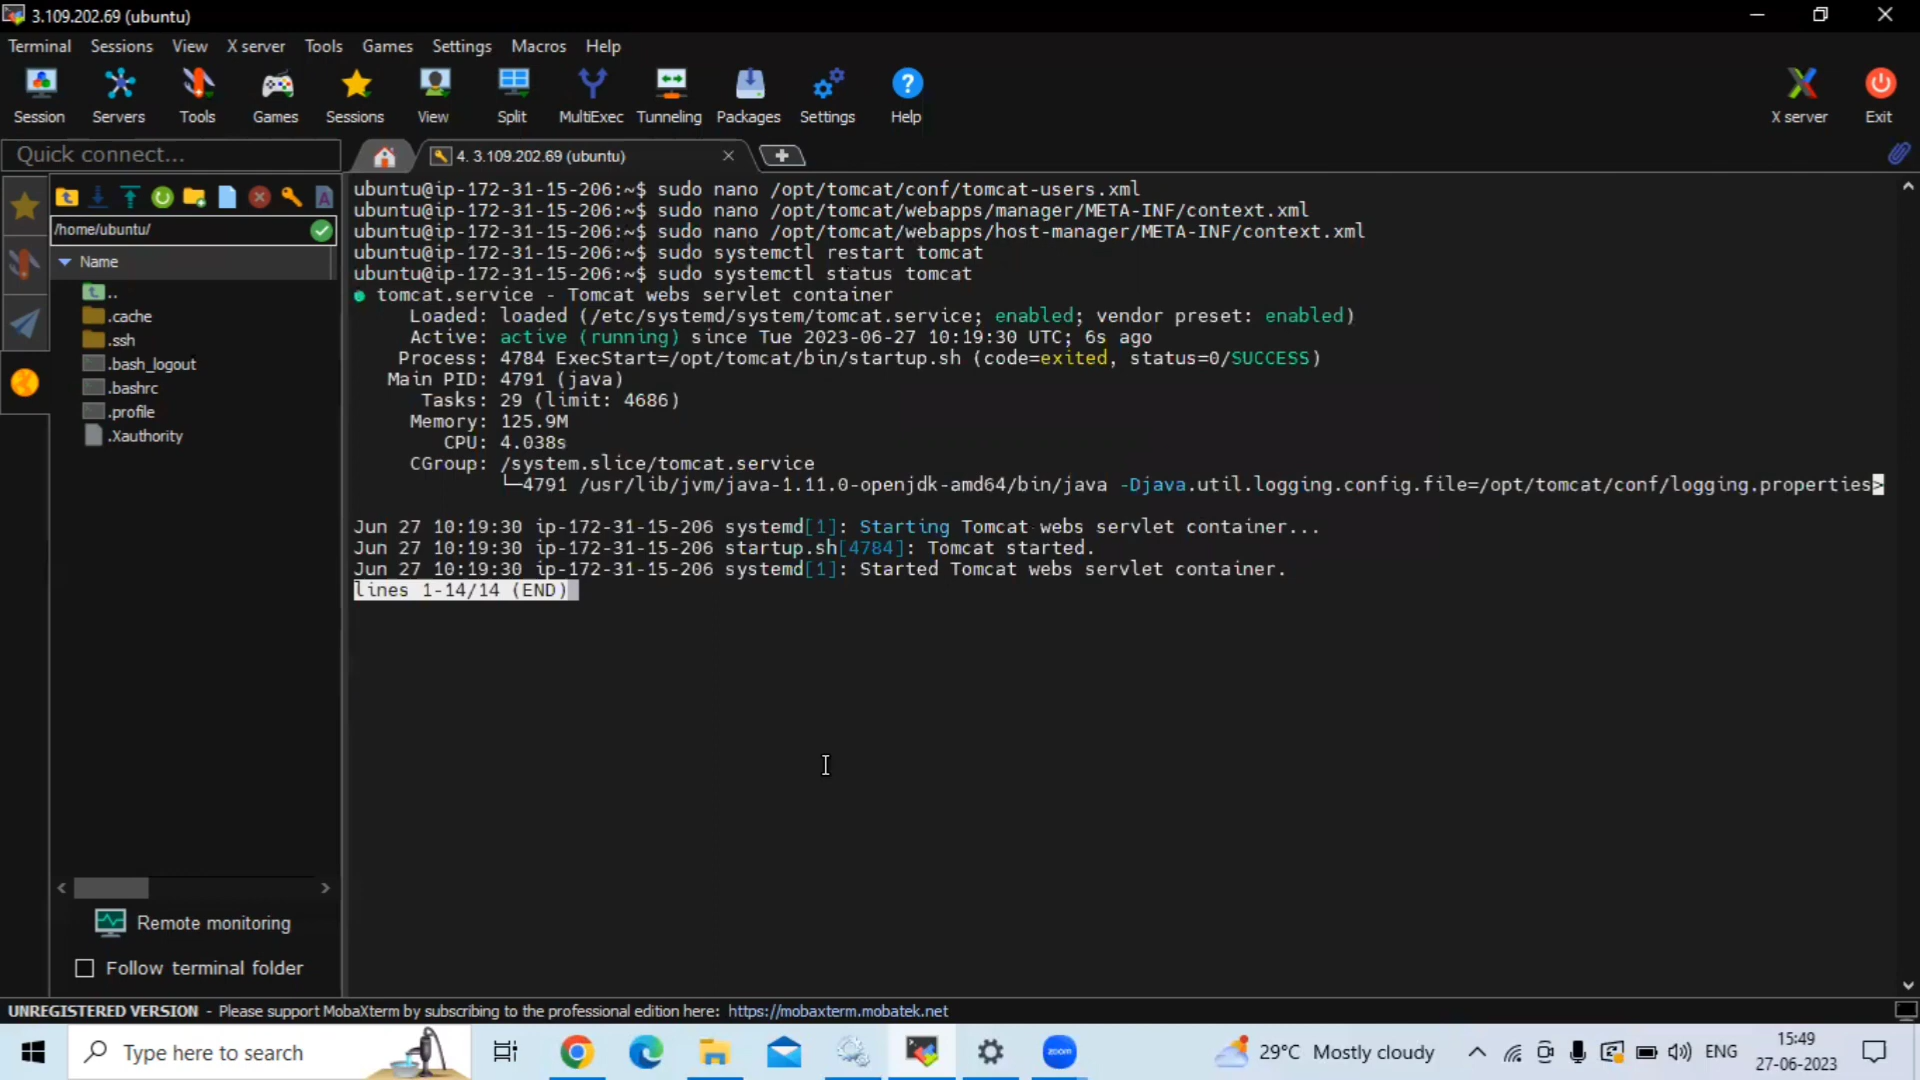 3.109.202.69 (ubuntu)
Terminal Sessions View X server Tools Games Settings Macros Help
Session Servers Tools Games Sessions View Split MultiExec Tunneling Packages Settings Help X server Exit
Quick connect...
4. 3.109.202.69 (ubuntu)
/home/ubuntu/
Name
..
.cache
.ssh
.bash_logout
.bashrc
.profile
.Xauthority
Remote monitoring
Follow terminal folder
ubuntu@ip-172-31-15-206:~$ sudo nano /opt/tomcat/conf/tomcat-users.xml
ubuntu@ip-172-31-15-206:~$ sudo nano /opt/tomcat/webapps/manager/META-INF/context.xml
ubuntu@ip-172-31-15-206:~$ sudo nano /opt/tomcat/webapps/host-manager/META-INF/context.xml
ubuntu@ip-172-31-15-206:~$ sudo systemctl restart tomcat
ubuntu@ip-172-31-15-206:~$ sudo systemctl status tomcat
● tomcat.service - Tomcat webs servlet container
Loaded: loaded (/etc/systemd/system/tomcat.service; enabled; vendor preset: enabled)
Active: active (running) since Tue 2023-06-27 10:19:30 UTC; 6s ago
Process: 4784 ExecStart=/opt/tomcat/bin/startup.sh (code=exited, status=0/SUCCESS)
Main PID: 4791 (java)
Tasks: 29 (limit: 4686)
Memory: 125.9M
CPU: 4.038s
CGroup: /system.slice/tomcat.service
└─4791 /usr/lib/jvm/java-1.11.0-openjdk-amd64/bin/java -Djava.util.logging.config.file=/opt/tomcat/conf/logging.properties>
Jun 27 10:19:30 ip-172-31-15-206 systemd[1]: Starting Tomcat webs servlet container...
Jun 27 10:19:30 ip-172-31-15-206 startup.sh[4784]: Tomcat started.
Jun 27 10:19:30 ip-172-31-15-206 systemd[1]: Started Tomcat webs servlet container.
lines 1-14/14 (END)
UNREGISTERED VERSION - Please support MobaXterm by subscribing to the professional edition here: https://mobaxterm.mobatek.net
Type here to search
zoom
29°C Mostly cloudy
ENG
15:49
27-06-2023